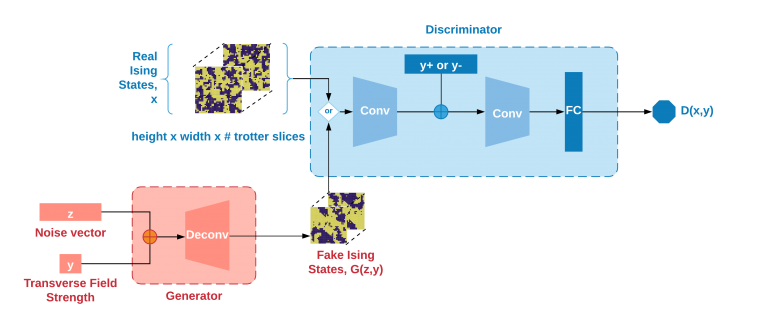 Discriminator
Real
Ising
States,
x
y+ or y-
or
Conv
Conv
FC
D(x,y)
height x width x # trotter slices
z
Noise vector
Deconv
y
Transverse Field
Strength
Generator
Fake Ising
States, G(z,y)